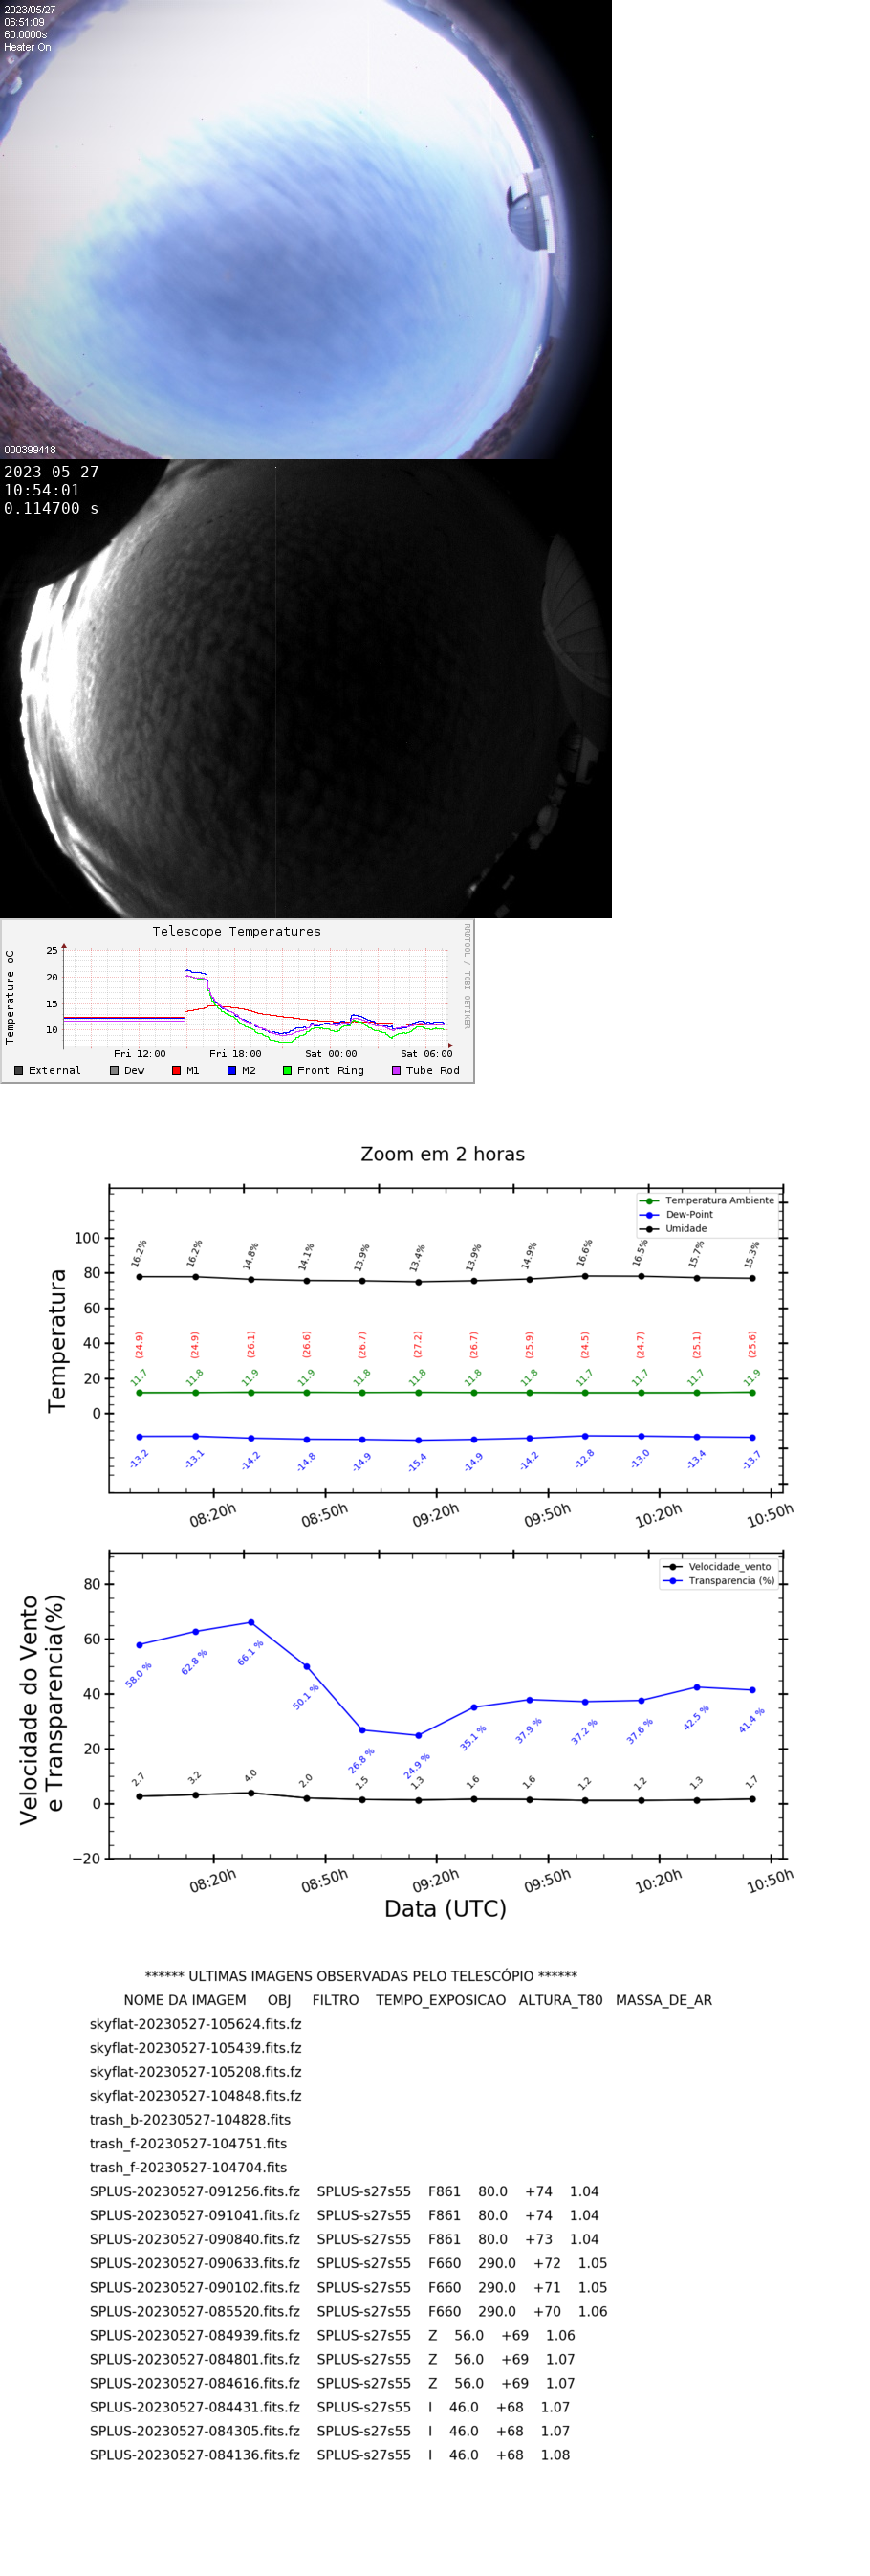 2023/05/27
06:51:09
60.0000s
Heater On
000399418
2023-05-27
10:54:01
0.114700 s
Telescope Temperatures
RRDTOOL / TOBI OETIKER
Temperature oC
25
20
15
10
Fri 12:00 Fri 18:00 Sat 00:00 Sat 06:00
External Dew M1 M2 Front Ring Tube Rod
Zoom em 2 horas
Temperatura Ambiente
Dew-Point
Umidade
Temperatura
100
80
60
40
20
0
16.2% 16.2% 14.8% 14.1% 13.9% 13.4% 13.9% 14.9% 16.6% 16.5% 15.7% 15.3%
(24.9) (24.9) (26.1) (26.6) (26.7) (27.2) (26.7) (25.9) (24.5) (24.7) (25.1) (25.6)
11.7 11.8 11.9 11.9 11.8 11.8 11.8 11.8 11.7 11.7 11.7 11.9
-13.2 -13.1 -14.2 -14.8 -14.9 -15.4 -14.9 -14.2 -12.8 -13.0 -13.4 -13.7
08:20h 08:50h 09:20h 09:50h 10:20h 10:50h
Velocidade_vento
Transparencia (%)
Velocidade do Vento
e Transparencia(%)
80
60
40
20
0
−20
58.0 % 62.8 % 66.1 % 50.1 % 26.8 % 24.9 % 35.1 % 37.9 % 37.2 % 37.6 % 42.5 % 41.4 %
2.7 3.2 4.0 2.0 1.5 1.3 1.6 1.6 1.2 1.2 1.3 1.7
08:20h 08:50h 09:20h 09:50h 10:20h 10:50h
Data (UTC)
****** ULTIMAS IMAGENS OBSERVADAS PELO TELESCÓPIO ******
NOME DA IMAGEM OBJ FILTRO TEMPO_EXPOSICAO ALTURA_T80 MASSA_DE_AR
skyflat-20230527-105624.fits.fz
skyflat-20230527-105439.fits.fz
skyflat-20230527-105208.fits.fz
skyflat-20230527-104848.fits.fz
trash_b-20230527-104828.fits
trash_f-20230527-104751.fits
trash_f-20230527-104704.fits
SPLUS-20230527-091256.fits.fz SPLUS-s27s55 F861 80.0 +74 1.04
SPLUS-20230527-091041.fits.fz SPLUS-s27s55 F861 80.0 +74 1.04
SPLUS-20230527-090840.fits.fz SPLUS-s27s55 F861 80.0 +73 1.04
SPLUS-20230527-090633.fits.fz SPLUS-s27s55 F660 290.0 +72 1.05
SPLUS-20230527-090102.fits.fz SPLUS-s27s55 F660 290.0 +71 1.05
SPLUS-20230527-085520.fits.fz SPLUS-s27s55 F660 290.0 +70 1.06
SPLUS-20230527-084939.fits.fz SPLUS-s27s55 Z 56.0 +69 1.06
SPLUS-20230527-084801.fits.fz SPLUS-s27s55 Z 56.0 +69 1.07
SPLUS-20230527-084616.fits.fz SPLUS-s27s55 Z 56.0 +69 1.07
SPLUS-20230527-084431.fits.fz SPLUS-s27s55 I 46.0 +68 1.07
SPLUS-20230527-084305.fits.fz SPLUS-s27s55 I 46.0 +68 1.07
SPLUS-20230527-084136.fits.fz SPLUS-s27s55 I 46.0 +68 1.08